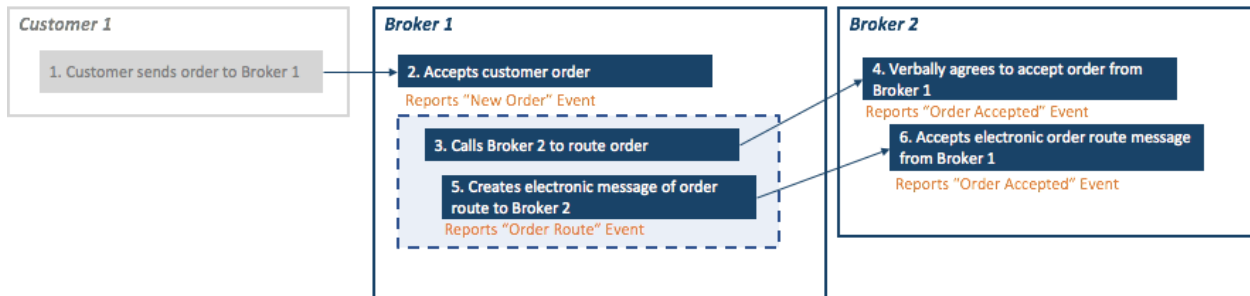 Customer 1
1. Customer sends order to Broker 1
Broker 1
2. Accepts customer order
Reports "New Order" Event
3. Calls Broker 2 to route order
5. Creates electronic message of order
route to Broker 2
Reports "Order Route" Event
Broker 2
4. Verbally agrees to accept order from
Broker 1
Reports "Order Accepted" Event
6. Accepts electronic order route message
from Broker 1
Reports "Order Accepted" Event